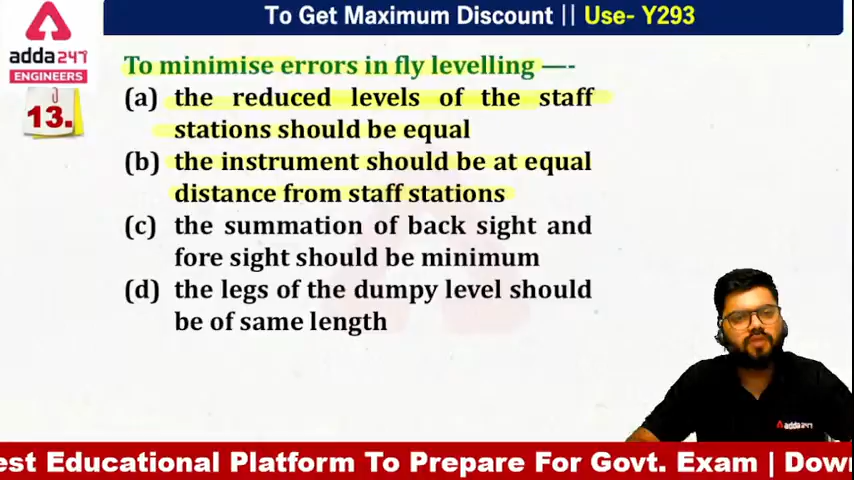 To Get Maximum Discount || Use- Y293
adda247
ENGINEERS
13.
To minimise errors in fly levelling —-
(a) the reduced levels of the staff
stations should be equal
(b) the instrument should be at equal
distance from staff stations
(c) the summation of back sight and
fore sight should be minimum
(d) the legs of the dumpy level should
be of same length
adda247
est Educational Platform To Prepare For Govt. Exam | Down